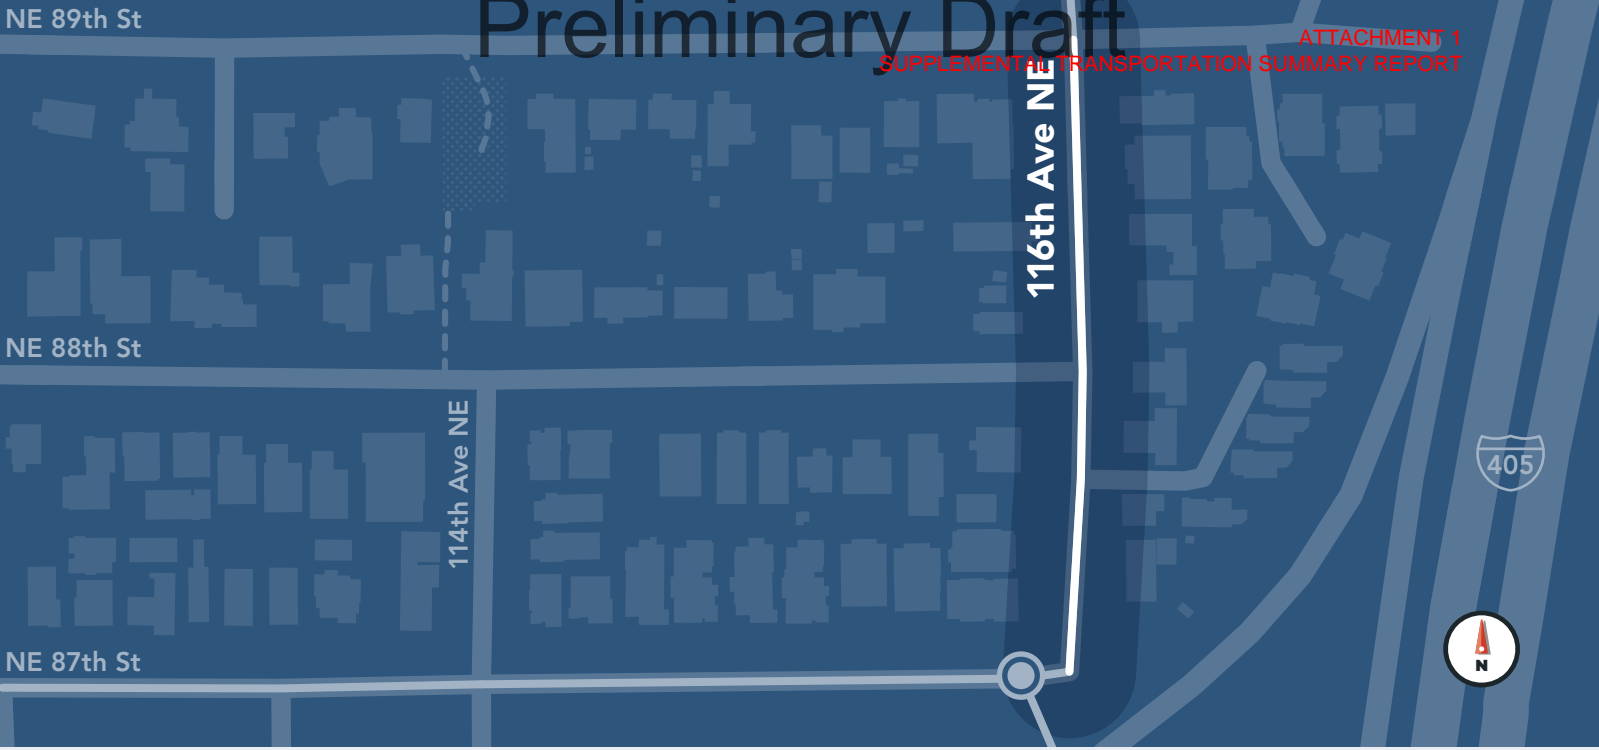 NE 89th St
Preliminary Draft
ATTACHMENT 1
SUPPLEMENTAL TRANSPORTATION SUMMARY REPORT
116th Ave NE
NE 88th St
114th Ave NE
405
NE 87th St
N